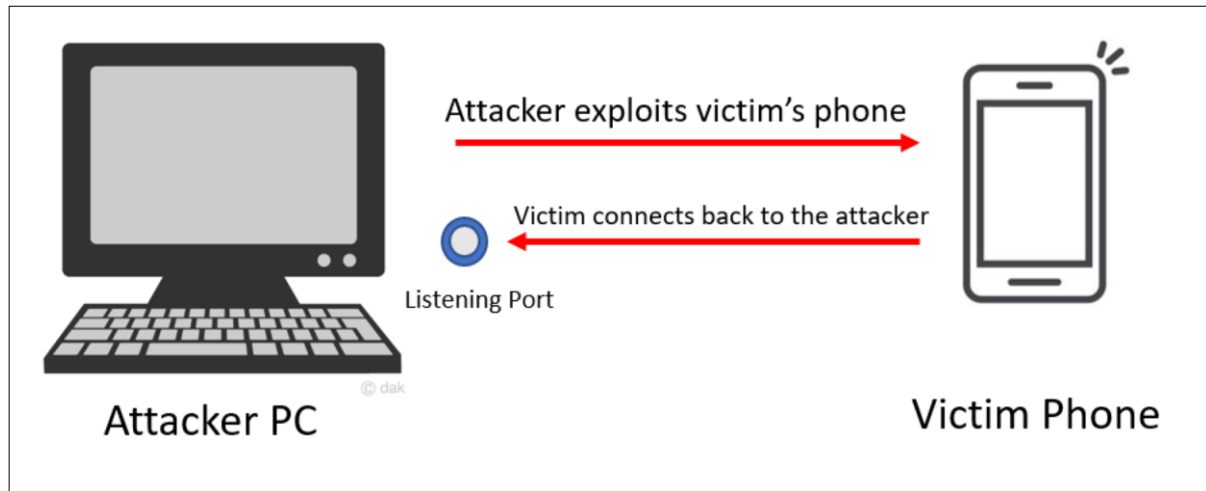 Attacker exploits victim’s phone
Victim connects back to the attacker
Listening Port
© dak
Attacker PC
Victim Phone